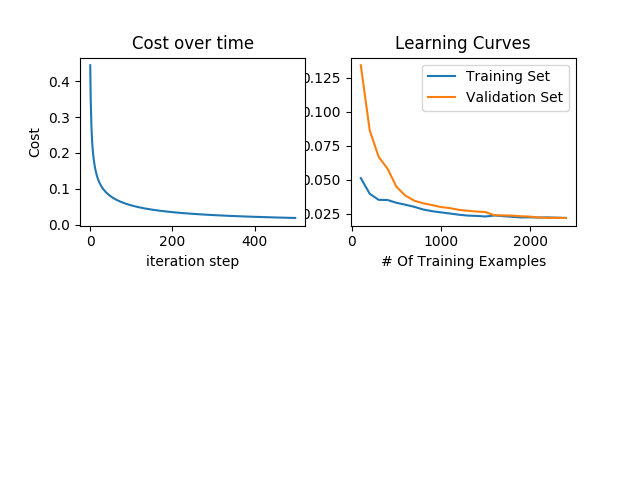 Cost over time
0.4
0.3
0.2
0.1
0.0
Cost
0
200
400
iteration step
Learning Curves
0.125
0.100
0.075
0.050
0.025
Training Set
Validation Set
0
1000
2000
# Of Training Examples